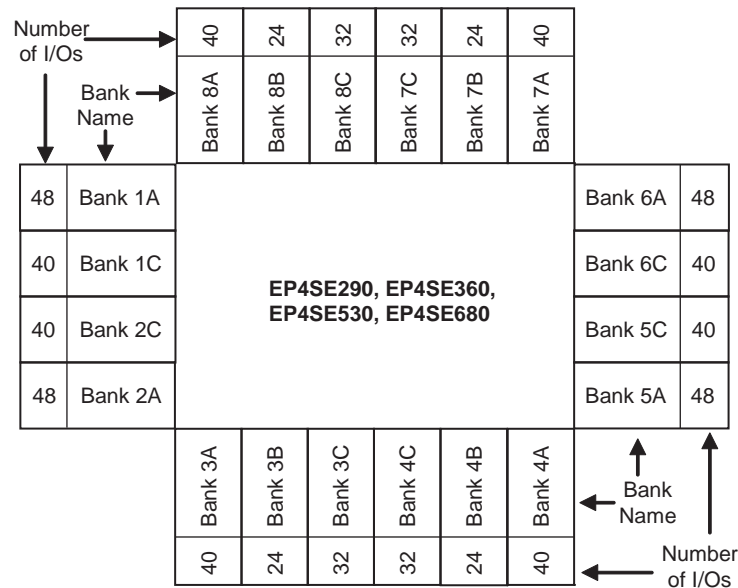 Number
of I/Os
40
24
32
32
24
40
Bank
Name
Bank 8A
Bank 8B
Bank 8C
Bank 7C
Bank 7B
Bank 7A
48
Bank 1A
Bank 6A
48
40
Bank 1C
Bank 6C
40
EP4SE290, EP4SE360,
EP4SE530, EP4SE680
40
Bank 2C
Bank 5C
40
48
Bank 2A
Bank 5A
48
Bank 3A
Bank 3B
Bank 3C
Bank 4C
Bank 4B
Bank 4A
Bank
Name
40
24
32
32
24
40
Number
of I/Os